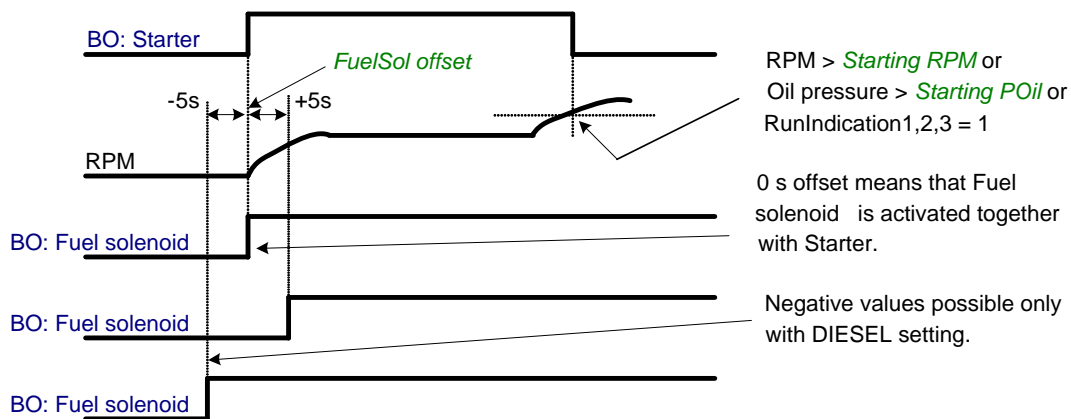 BO: Starter
FuelSol offset
-5s
+5s
RPM > Starting RPM or
Oil pressure > Starting POil or
RunIndication1,2,3 = 1
RPM
0 s offset means that Fuel
solenoid is activated together
with Starter.
BO: Fuel solenoid
BO: Fuel solenoid
Negative values possible only
with DIESEL setting.
BO: Fuel solenoid